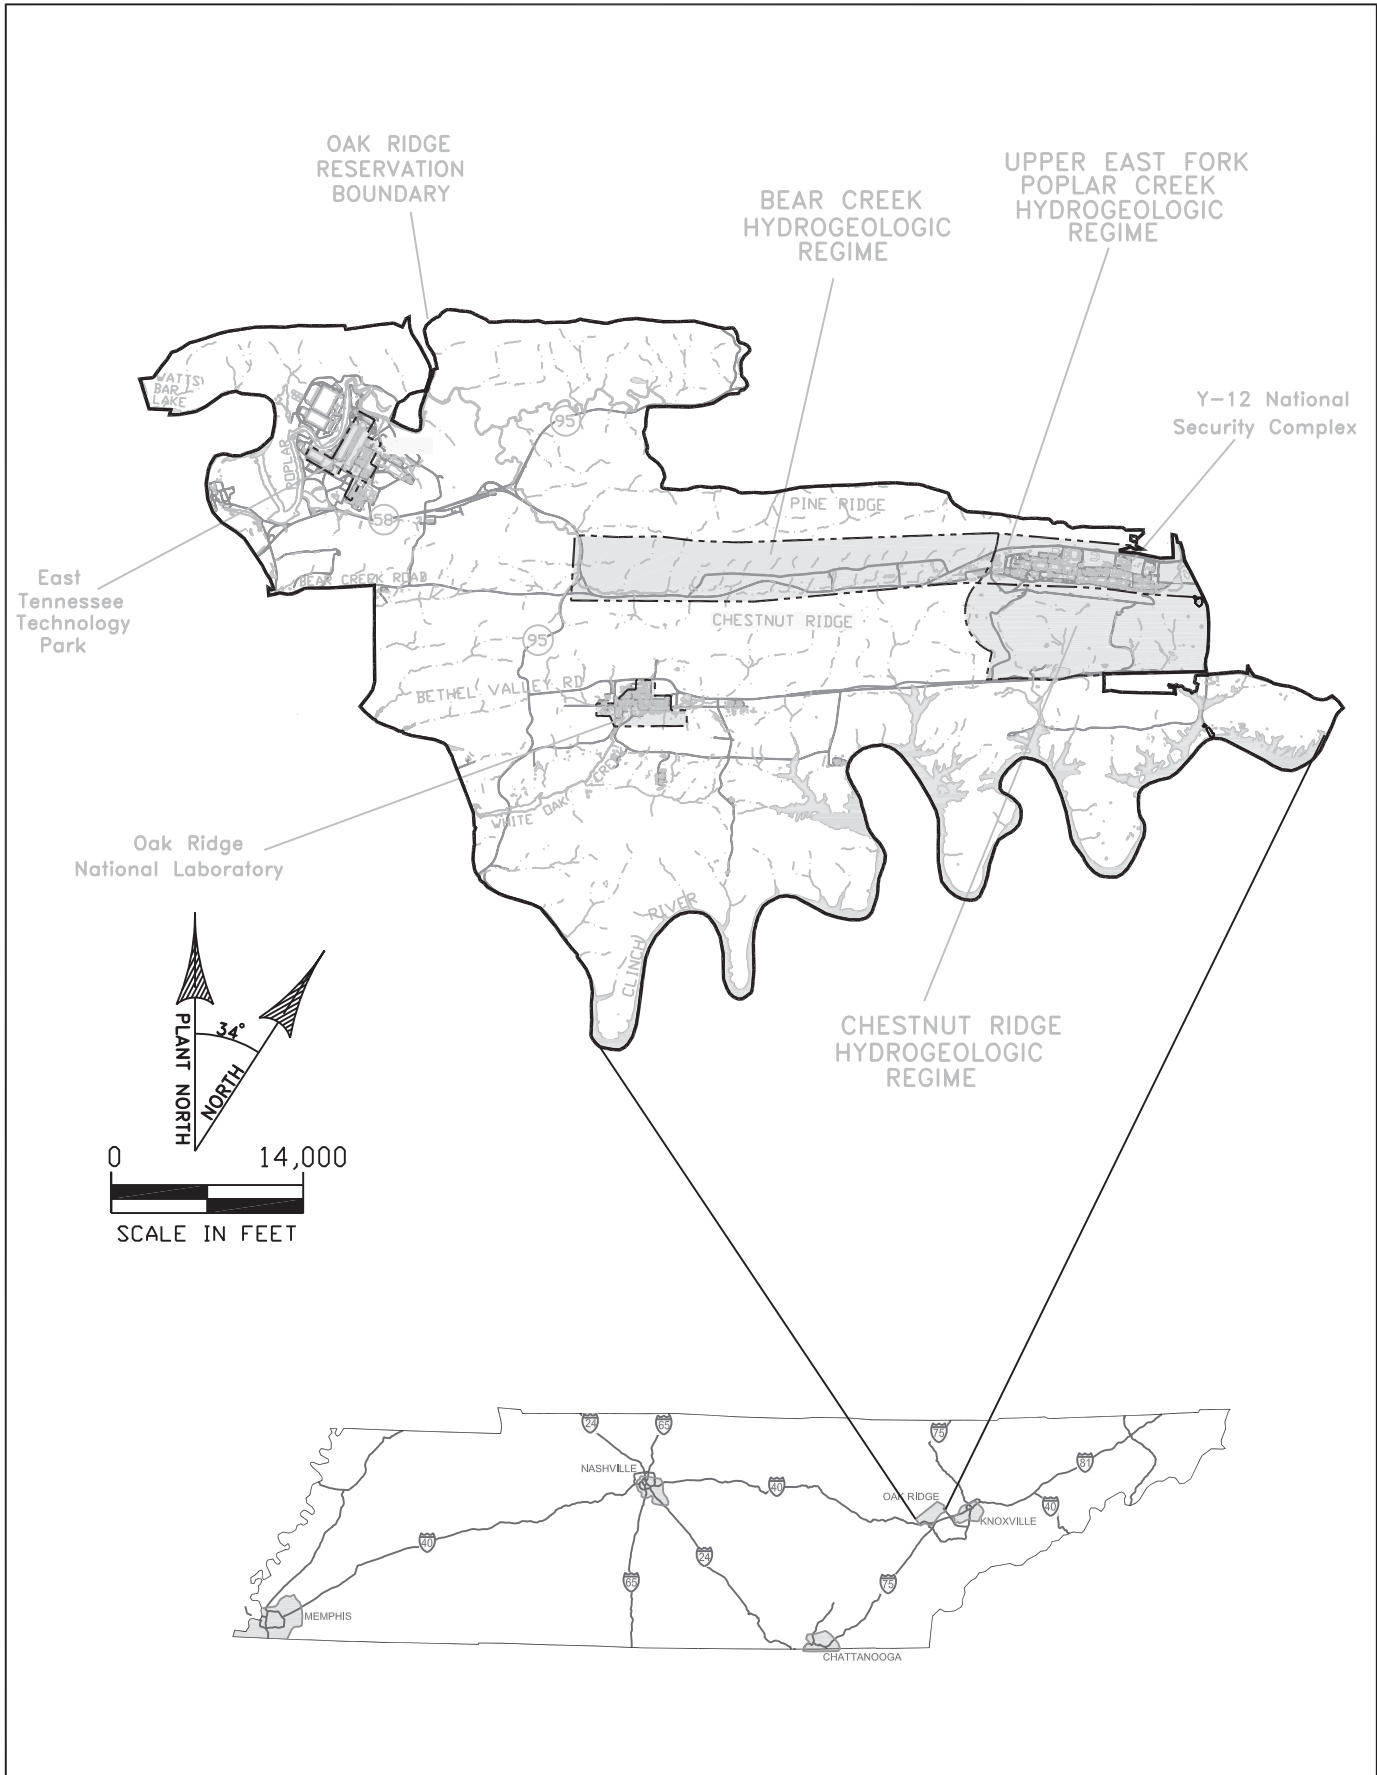 OAK RIDGE
RESERVATION
BOUNDARY
BEAR CREEK
HYDROGEOLOGIC
REGIME
UPPER EAST FORK
POPLAR CREEK
HYDROGEOLOGIC
REGIME
Y-12 National
Security Complex
WATTS
BAR
LAKE
POPLAR
95
58
PINE RIDGE
East
Tennessee
Technology
Park
BEAR CREEK ROAD
CHESTNUT RIDGE
95
BETHEL VALLEY RD
WHITE OAK CREEK
Oak Ridge
National Laboratory
CLINCH RIVER
CHESTNUT RIDGE
HYDROGEOLOGIC
REGIME
PLANT NORTH
34°
NORTH
0 14,000
SCALE IN FEET
24
65
75
81
NASHVILLE
40
OAK RIDGE
KNOXVILLE
40
40
24
65
75
MEMPHIS
CHATTANOOGA